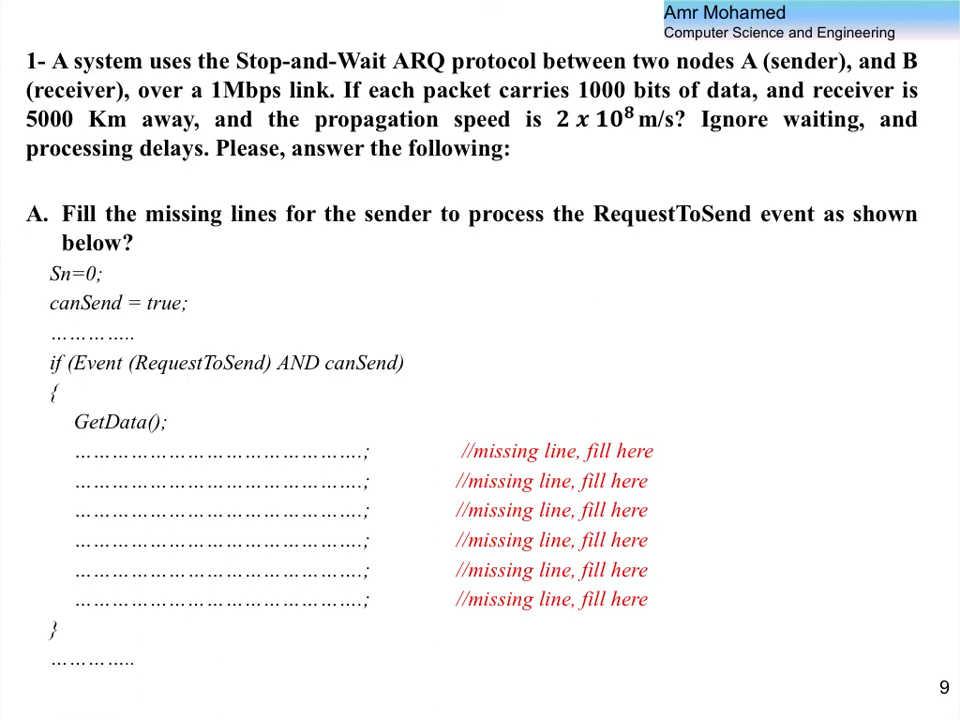 Amr Mohamed
Computer Science and Engineering
1- A system uses the Stop-and-Wait ARQ protocol between two nodes A (sender), and B
(receiver), over a 1Mbps link. If each packet carries 1000 bits of data, and receiver is
5000 Km away, and the propagation speed is 2 x 10⁸ m/s? Ignore waiting, and
processing delays. Please, answer the following:
A. Fill the missing lines for the sender to process the RequestToSend event as shown
below?
Sn=0;
canSend = true;
…………..
if (Event (RequestToSend) AND canSend)
{
GetData();
……………………………………….; //missing line, fill here
……………………………………….; //missing line, fill here
……………………………………….; //missing line, fill here
……………………………………….; //missing line, fill here
……………………………………….; //missing line, fill here
……………………………………….; //missing line, fill here
}
…………..
9